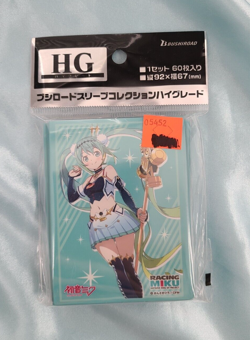 HG
BUSHIROAD
■1セット 60枚入り
■縦92×横67(mm)
ブシロードスリーブコレクションハイグレード
05452
初音ミク
RACING
MIKU